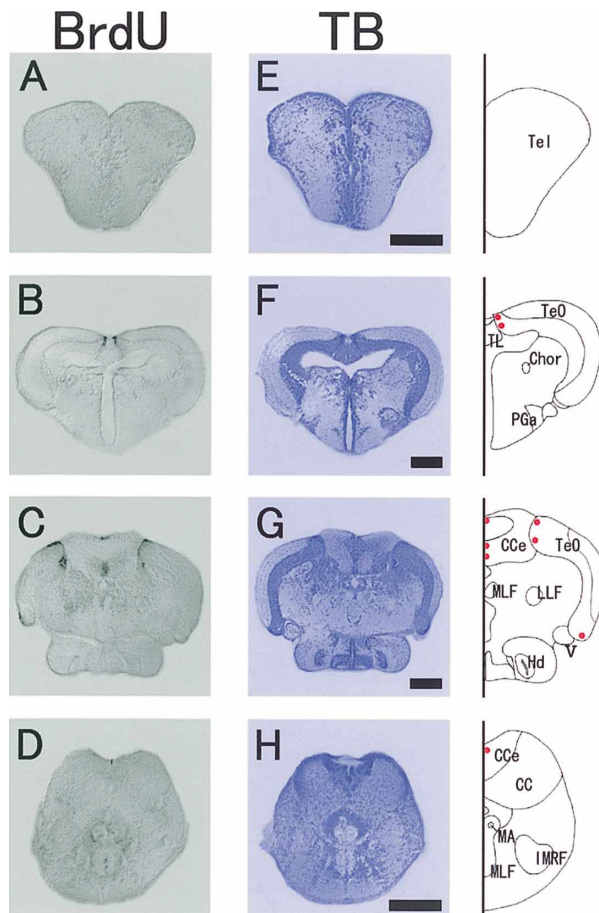 BrdU TB
A E
Tel
B F
TeO
TL
Chor
PGa
C G
CCe TeO
MLF LLF
V
Hd
D H
CCe
CC
MA
IMRF
MLF